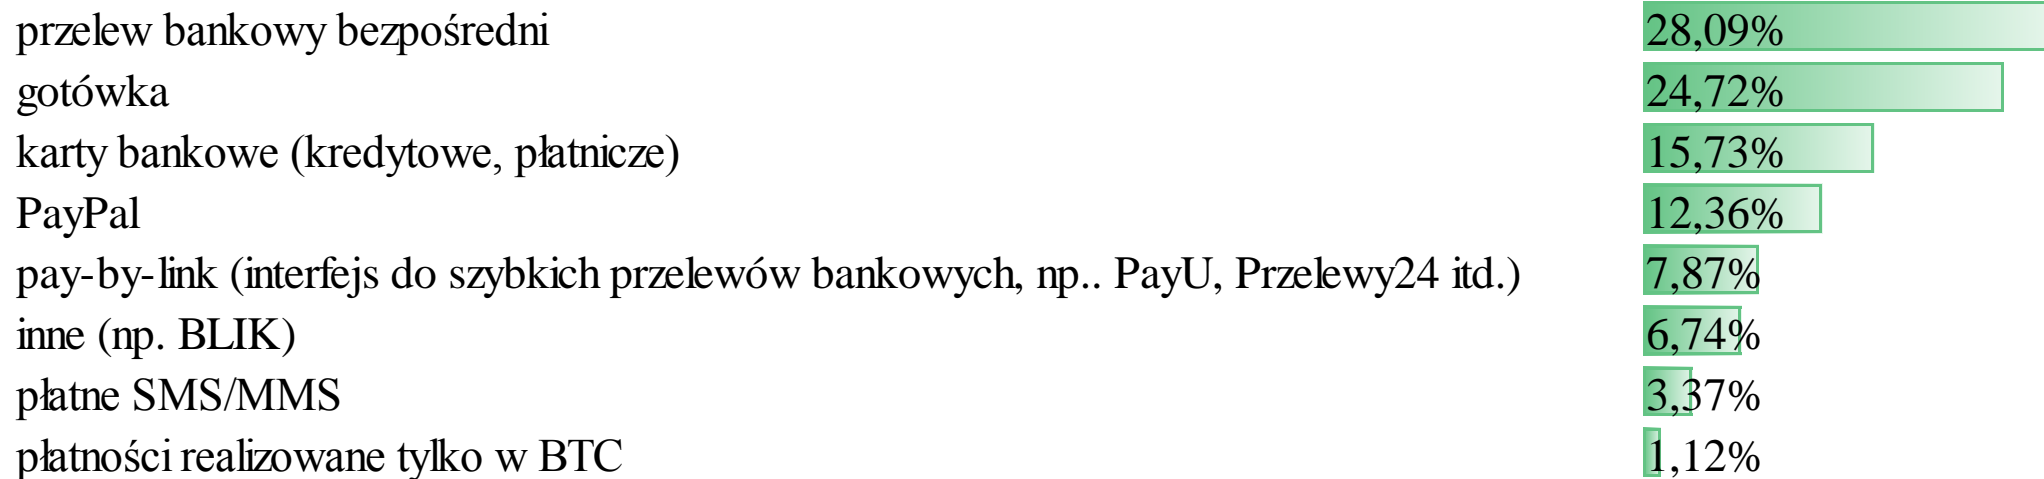 przelew bankowy bezpośredni 28,09%
gotówka 24,72%
karty bankowe (kredytowe, płatnicze) 15,73%
PayPal 12,36%
pay-by-link (interfejs do szybkich przelewów bankowych, np.. PayU, Przelewy24 itd.) 7,87%
inne (np. BLIK) 6,74%
płatne SMS/MMS 3,37%
płatności realizowane tylko w BTC 1,12%